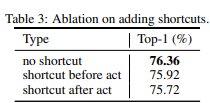 Table 3: Ablation on adding shortcuts.
Type Top-1 (%)
no shortcut 76.36
shortcut before act 75.92
shortcut after act 75.72